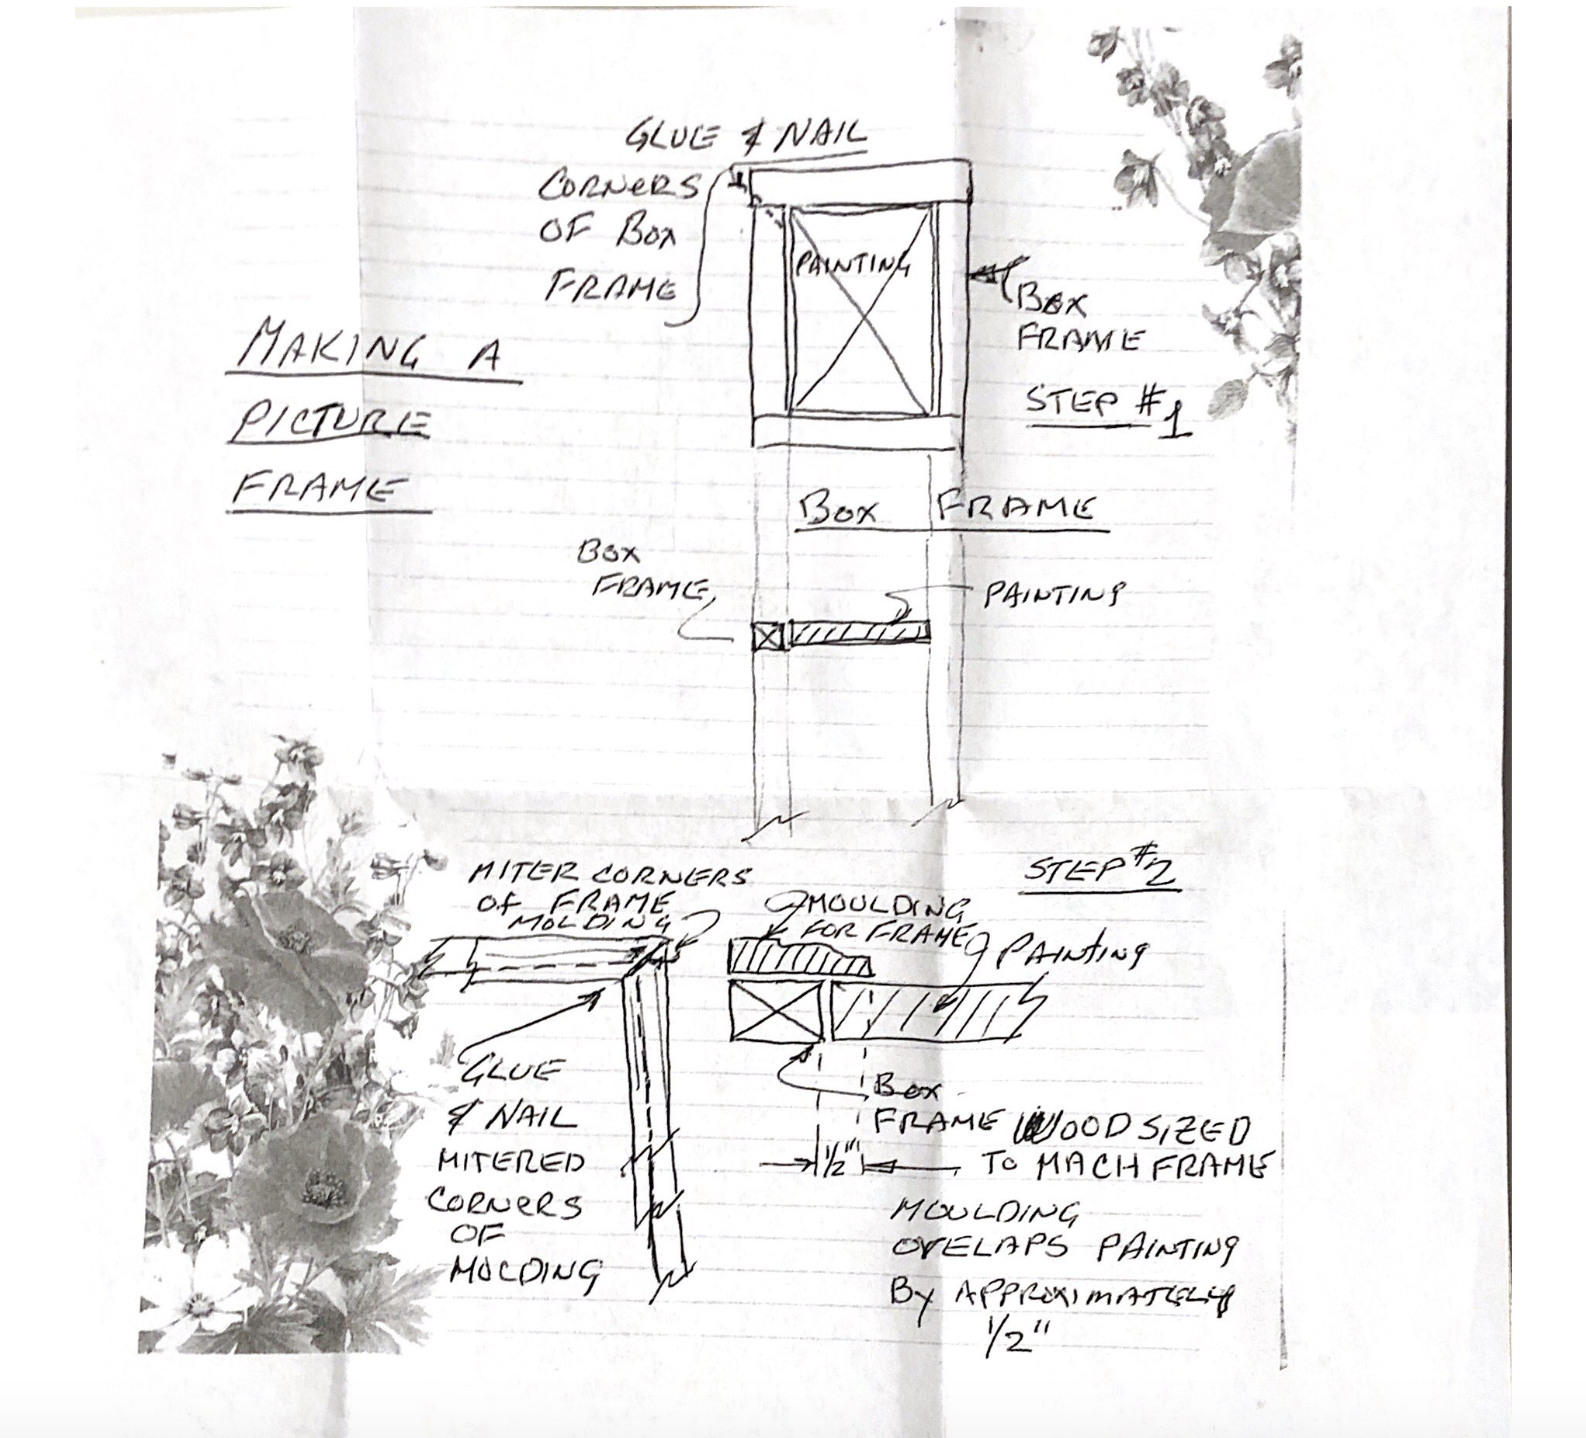 GLUE & NAIL
CORNERS
OF BOX
FRAME
MAKING A
PICTURE
FRAME
PAINTING
BOX
FRAME
STEP #1
BOX FRAME
BOX
FRAME
PAINTING
STEP #2
MITER CORNERS
OF FRAME
MOLDING
MOULDING
FOR FRAME
PAINTING
GLUE
& NAIL
MITERED
CORNERS
OF
MOLDING
BOX
FRAME WOOD SIZED
TO MACH FRAME
1/2"
MOULDING
OVELAPS PAINTING
BY APPROXIMATELY
1/2"